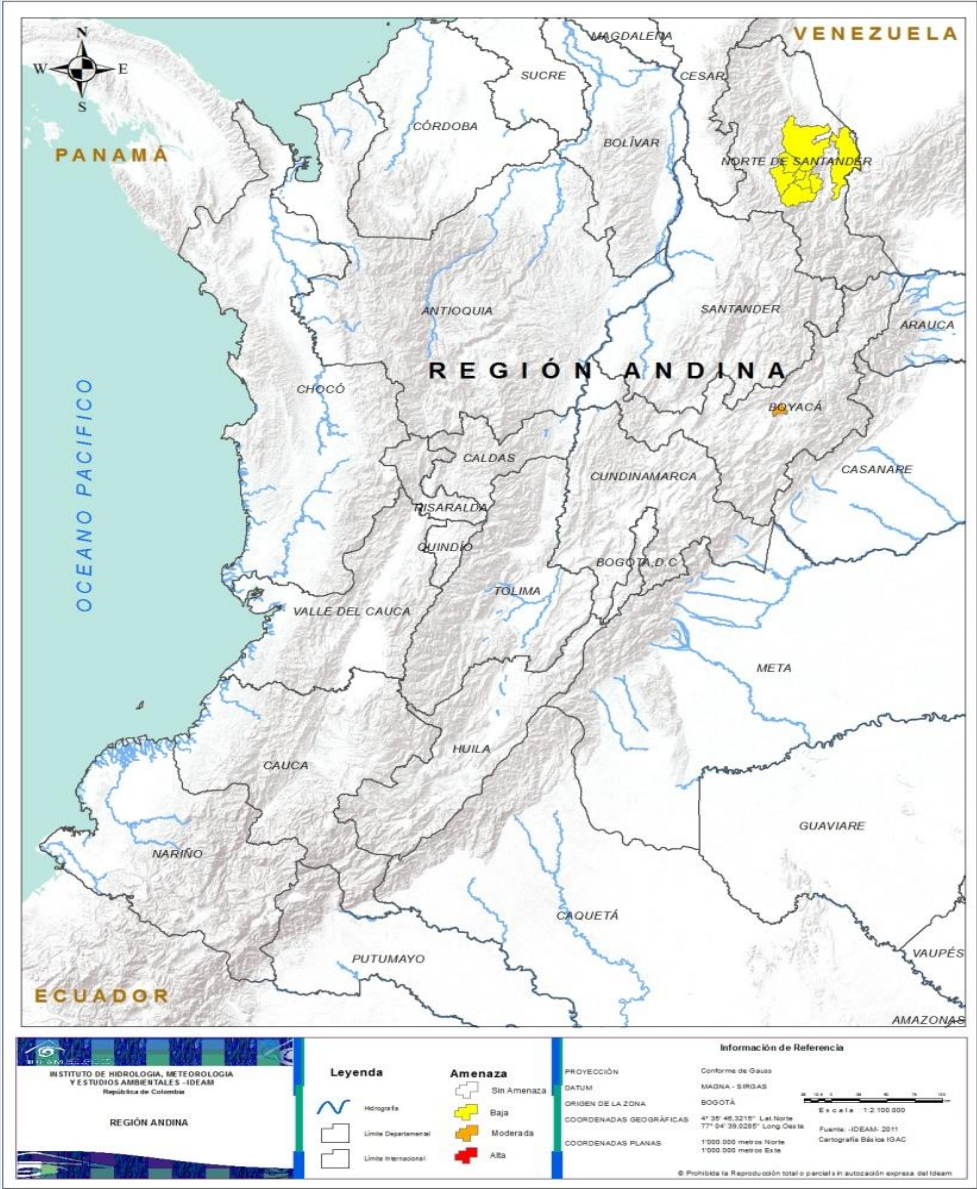 N
W E
S
VENEZUELA
PANAMÁ
MAGDALENA
SUCRE
CESAR
CÓRDOBA
BOLÍVAR
NORTE DE SANTANDER
ANTIOQUIA
SANTANDER
ARAUCA
REGIÓN ANDINA
CHOCÓ
BOYACÁ
OCEANO PACIFICO
CALDAS
CUNDINAMARCA
CASANARE
RISARALDA
QUINDÍO
BOGOTÁ,D.C
TOLIMA
VALLE DEL CAUCA
META
HUILA
CAUCA
GUAVIARE
NARIÑO
CAQUETÁ
PUTUMAYO
VAUPÉS
ECUADOR
AMAZONAS
INSTITUTO DE HIDROLOGIA, METEOROLOGIA
Y ESTUDIOS AMBIENTALES - IDEAM
República de Colombia
REGIÓN ANDINA
Leyenda
Hidrografía
Límite Departamental
Límite Internacional
Amenaza
Sin Amenaza
Baja
Moderada
Alta
Información de Referencia
PROYECCIÓN Conforme de Gauss
DATUM MAGNA - SIRGAS
ORIGEN DE LA ZONA BOGOTÁ
COORDENADAS GEOGRÁFICAS 4° 35' 46,3215" Lat.Norte
77° 04' 39,0285" Long.Oeste
COORDENADAS PLANAS 1'000.000 metros Norte
1'000.000 metros Este
Escala 1:2.100.000
Fuente: -IDEAM- 2011
Cartografía Básica IGAC
© Prohibida la Reproducción total o parcial sin autozación expresa del Ideam